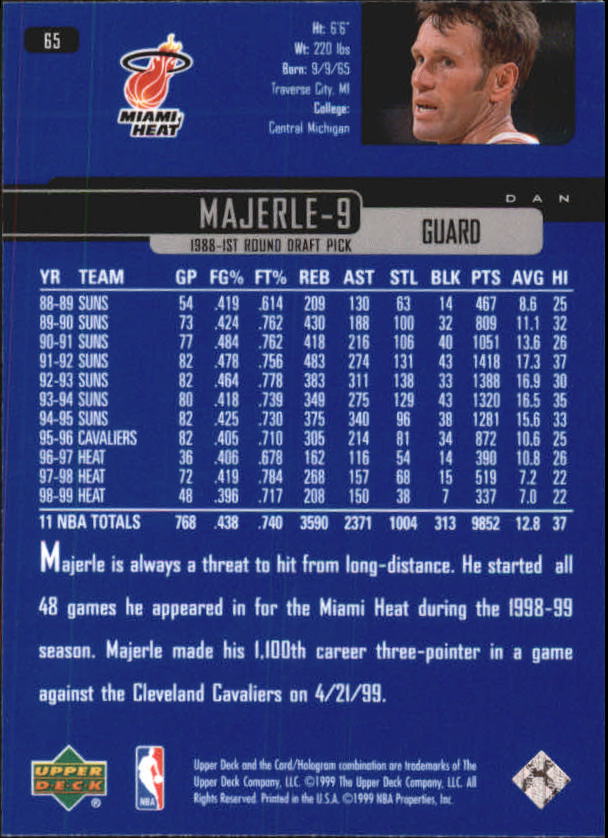 65
MIAMI
HEAT
Ht: 6'6"
Wt: 220 lbs
Born: 9/9/65
Traverse City, MI
College:
Central Michigan
DAN
MAJERLE-9
GUARD
1988-1ST ROUND DRAFT PICK
YR TEAM GP FG% FT% REB AST STL BLK PTS AVG HI
88-89 SUNS 54 .419 .614 209 130 63 14 467 8.6 25
89-90 SUNS 73 .424 .762 430 188 100 32 809 11.1 32
90-91 SUNS 77 .484 .762 418 216 106 40 1051 13.6 26
91-92 SUNS 82 .478 .756 483 274 131 43 1418 17.3 37
92-93 SUNS 82 .464 .778 383 311 138 33 1388 16.9 30
93-94 SUNS 80 .418 .739 349 275 129 43 1320 16.5 35
94-95 SUNS 82 .425 .730 375 340 96 38 1281 15.6 33
95-96 CAVALIERS 82 .405 .710 305 214 81 34 872 10.6 25
96-97 HEAT 36 .406 .678 162 116 54 14 390 10.8 26
97-98 HEAT 72 .419 .784 268 157 68 15 519 7.2 22
98-99 HEAT 48 .396 .717 208 150 38 7 337 7.0 22
11 NBA TOTALS 768 .438 .740 3590 2371 1004 313 9852 12.8 37
Majerle is always a threat to hit from long-distance. He started all
48 games he appeared in for the Miami Heat during the 1998-99
season. Majerle made his 1,100th career three-pointer in a game
against the Cleveland Cavaliers on 4/21/99.
UPPER
DECK
®
NBA
Upper Deck and the Card/Hologram combination are trademarks of The
Upper Deck Company, LLC. ©1999 The Upper Deck Company, LLC. All
Rights Reserved. Printed in the U.S.A. ©1999 NBA Properties, Inc.